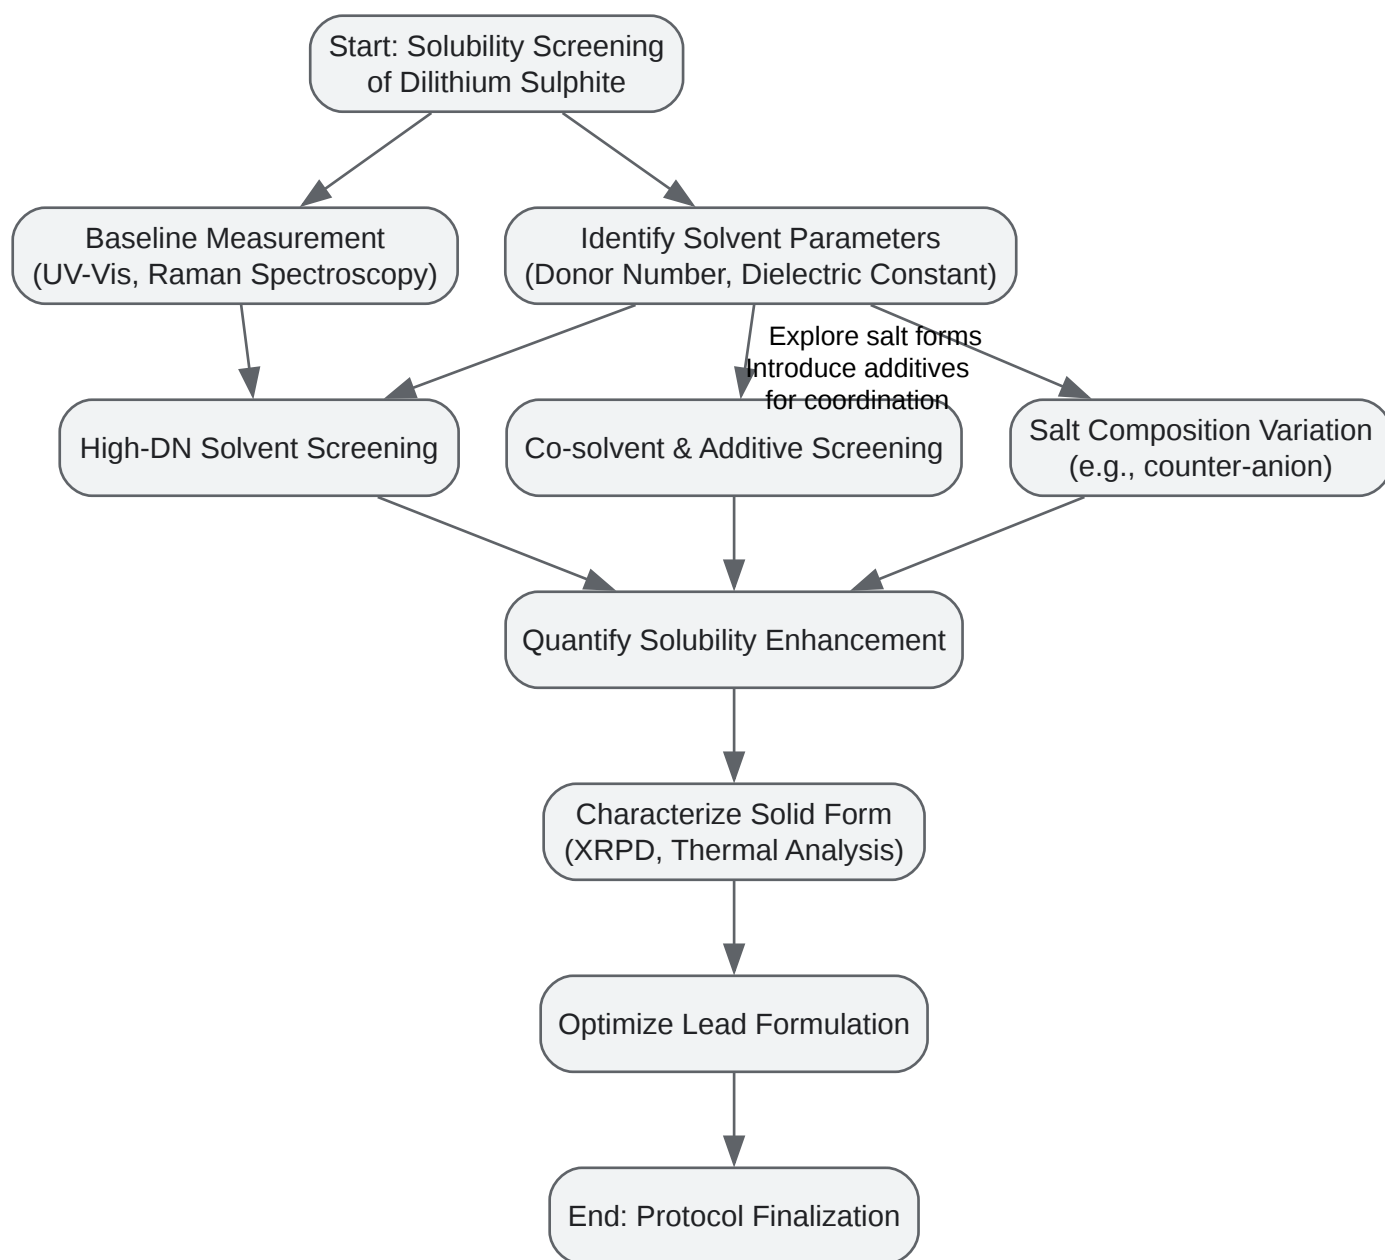 Start: Solubility Screening
of Dilithium Sulphite
Baseline Measurement
(UV-Vis, Raman Spectroscopy)
Identify Solvent Parameters
(Donor Number, Dielectric Constant)
Explore salt forms
Introduce additives
for coordination
High-DN Solvent Screening
Co-solvent & Additive Screening
Salt Composition Variation
(e.g., counter-anion)
Quantify Solubility Enhancement
Characterize Solid Form
(XRPD, Thermal Analysis)
Optimize Lead Formulation
End: Protocol Finalization